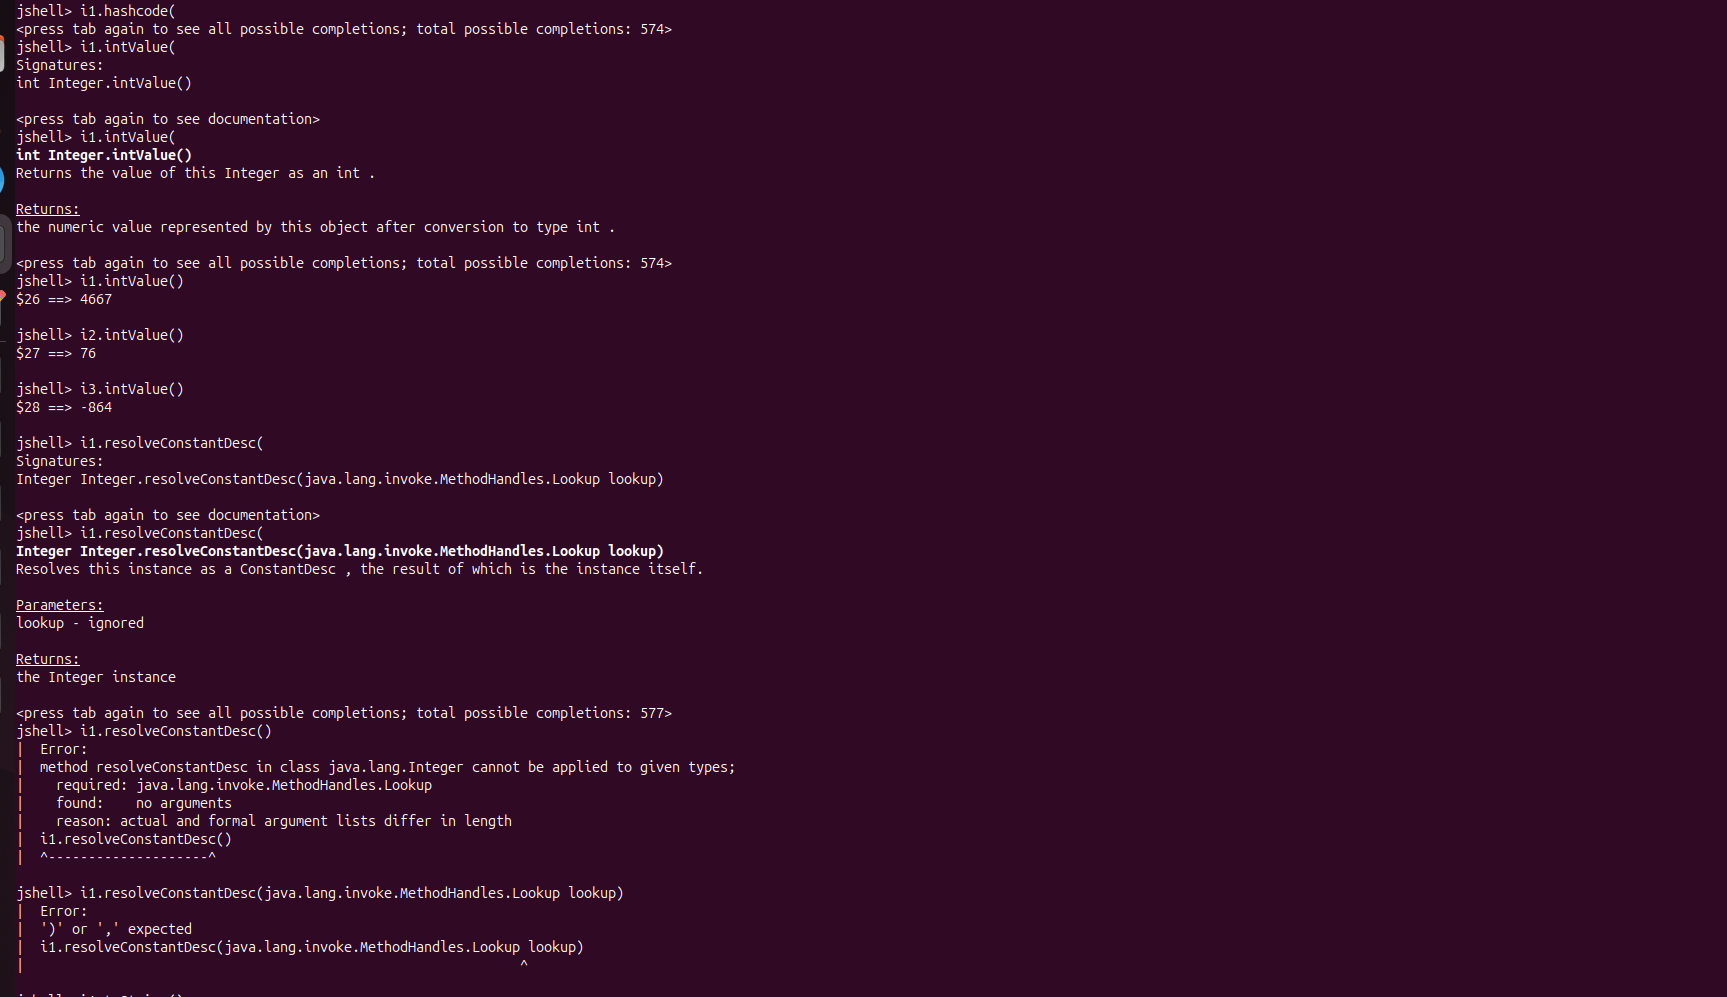 jshell> i1.hashcode(
<press tab again to see all possible completions; total possible completions: 574>
jshell> i1.intValue(
Signatures:
int Integer.intValue()
<press tab again to see documentation>
jshell> i1.intValue(
int Integer.intValue()
Returns the value of this Integer as an int .
Returns:
the numeric value represented by this object after conversion to type int .
<press tab again to see all possible completions; total possible completions: 574>
jshell> i1.intValue()
$26 ==> 4667
jshell> i2.intValue()
$27 ==> 76
jshell> i3.intValue()
$28 ==> -864
jshell> i1.resolveConstantDesc(
Signatures:
Integer Integer.resolveConstantDesc(java.lang.invoke.MethodHandles.Lookup lookup)
<press tab again to see documentation>
jshell> i1.resolveConstantDesc(
Integer Integer.resolveConstantDesc(java.lang.invoke.MethodHandles.Lookup lookup)
Resolves this instance as a ConstantDesc , the result of which is the instance itself.
Parameters:
lookup - ignored
Returns:
the Integer instance
<press tab again to see all possible completions; total possible completions: 577>
jshell> i1.resolveConstantDesc()
|  Error:
|  method resolveConstantDesc in class java.lang.Integer cannot be applied to given types;
|    required: java.lang.invoke.MethodHandles.Lookup
|    found:    no arguments
|    reason: actual and formal argument lists differ in length
|  i1.resolveConstantDesc()
|  ^--------------------^
jshell> i1.resolveConstantDesc(java.lang.invoke.MethodHandles.Lookup lookup)
|  Error:
|  ')' or ',' expected
|  i1.resolveConstantDesc(java.lang.invoke.MethodHandles.Lookup lookup)
|                                                              ^